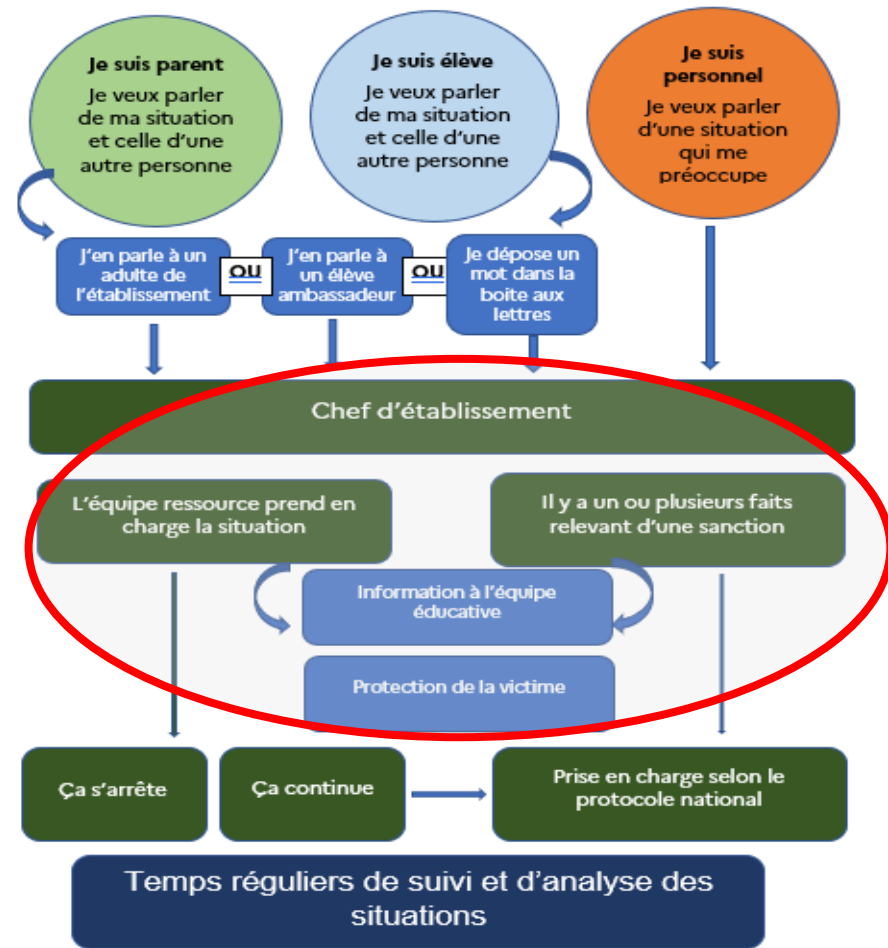 Je suis parent
Je veux parler
de ma situation
et celle d'une
autre personne
Je suis élève
Je veux parler
de ma situation
et celle d'une
autre personne
Je suis
personnel
Je veux parler
d'une situation
qui me
préoccupe
J'en parle à un
adulte de
l'établissement
OU
J'en parle à
un élève
ambassadeur
OU
Je dépose un
mot dans la
boite aux
lettres
Chef d'établissement
L'équipe ressource prend en
charge la situation
Il y a un ou plusieurs faits
relevant d'une sanction
Information à l'équipe
éducative
Protection de la victime
Ça s'arrête
Ça continue
Prise en charge selon le
protocole national
Temps réguliers de suivi et d'analyse des
situations